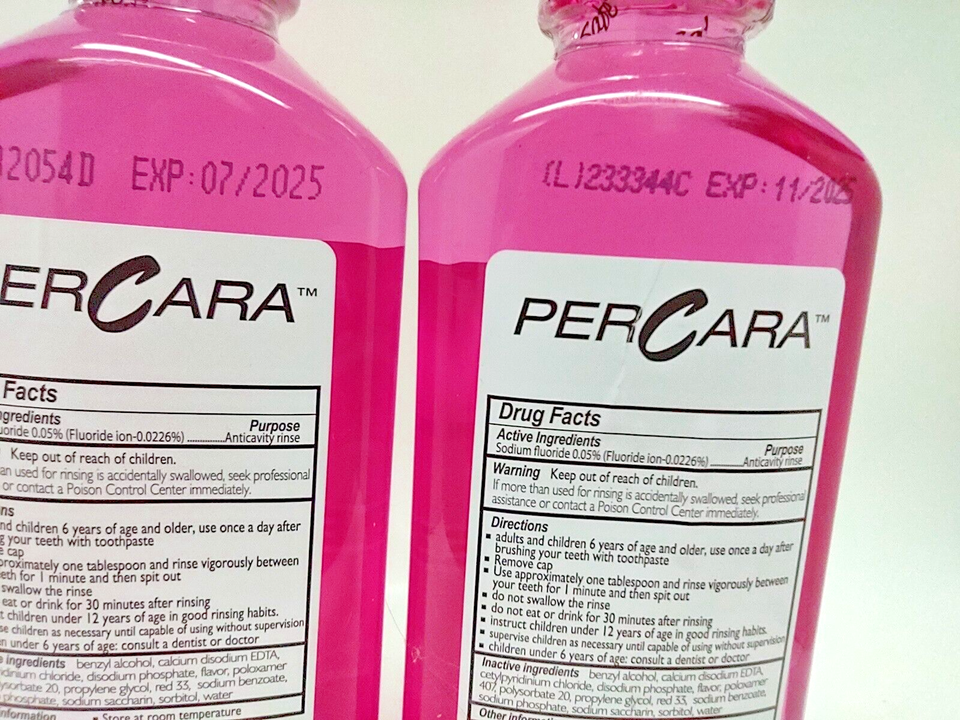 2054D EXP:07/2025
ERCARA™
Facts
gredients
Purpose
oride 0.05% (Fluoride ion-0.0226%) ............ Anticavity rinse
Keep out of reach of children.
an used for rinsing is accidentally swallowed, seek professional
or contact a Poison Control Center immediately.
ns
nd children 6 years of age and older, use once a day after
g your teeth with toothpaste
e cap
proximately one tablespoon and rinse vigorously between
eeth for 1 minute and then spit out
swallow the rinse
eat or drink for 30 minutes after rinsing
t children under 12 years of age in good rinsing habits.
se children as necessary until capable of using without supervision
n under 6 years of age: consult a dentist or doctor
e ingredients benzyl alcohol, calcium disodium EDTA,
idinium chloride, disodium phosphate, flavor, poloxamer
ysorbate 20, propylene glycol, red 33, sodium benzoate,
phosphate, sodium saccharin, sorbitol, water
nformation ▪ Store at room temperature
(L)233344C EXP:11/2025
PERCARA™
Drug Facts
Active Ingredients
Purpose
Sodium fluoride 0.05% (Fluoride ion-0.0226%) ............ Anticavity rinse
Warning Keep out of reach of children.
If more than used for rinsing is accidentally swallowed, seek professional
assistance or contact a Poison Control Center immediately.
Directions
▪ adults and children 6 years of age and older, use once a day after
brushing your teeth with toothpaste
▪ Remove cap
▪ Use approximately one tablespoon and rinse vigorously between
your teeth for 1 minute and then spit out
▪ do not swallow the rinse
▪ do not eat or drink for 30 minutes after rinsing
▪ instruct children under 12 years of age in good rinsing habits.
▪ supervise children as necessary until capable of using without supervision
▪ children under 6 years of age: consult a dentist or doctor
Inactive ingredients benzyl alcohol, calcium disodium EDTA,
cetylpyridinium chloride, disodium phosphate, flavor, poloxamer
407, polysorbate 20, propylene glycol, red 33, sodium benzoate,
sodium phosphate, sodium saccharin, sorbitol, water
Other information